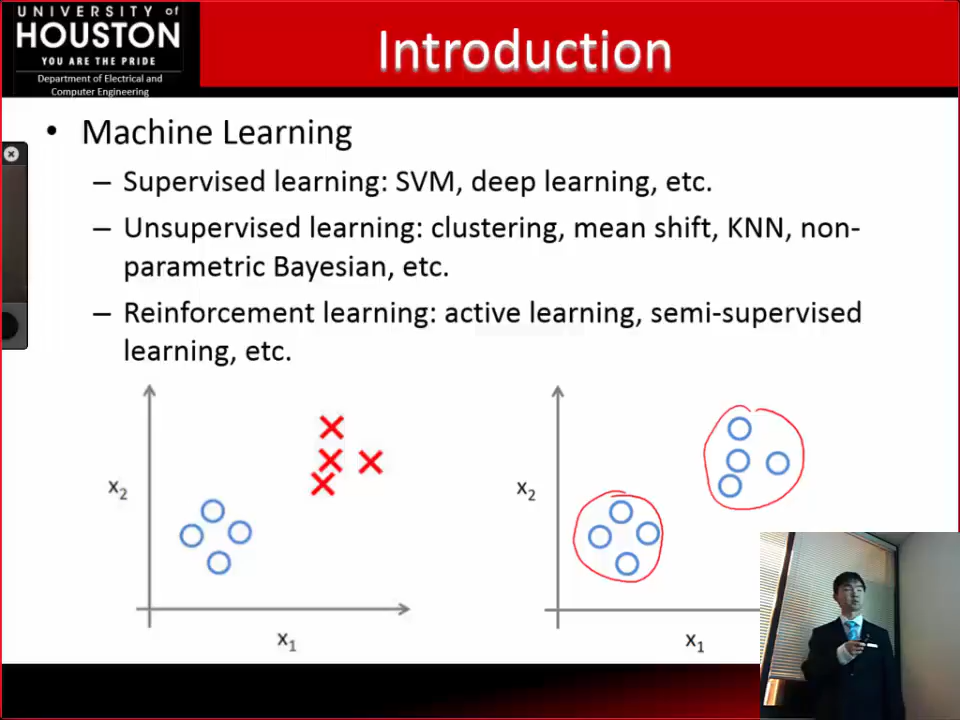 UNIVERSITY of
HOUSTON
YOU ARE THE PRIDE
Department of Electrical and
Computer Engineering
Introduction
• Machine Learning
– Supervised learning: SVM, deep learning, etc.
– Unsupervised learning: clustering, mean shift, KNN, non-
parametric Bayesian, etc.
– Reinforcement learning: active learning, semi-supervised
learning, etc.
x2
x1
x2
x1